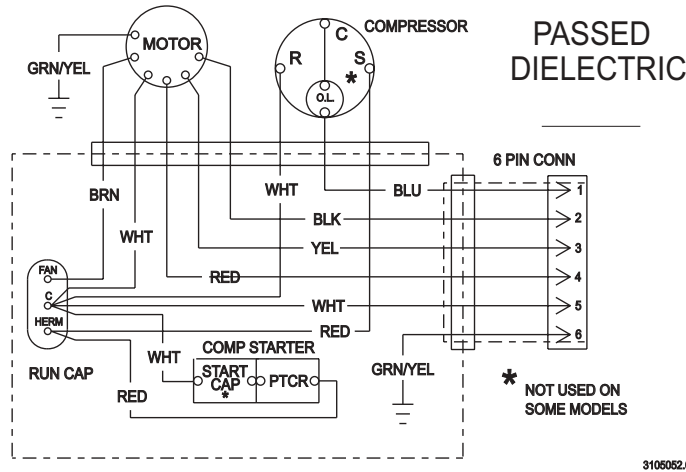 COMPRESSOR
PASSED
DIELECTRIC
MOTOR
C
R
S
*
O.L.
GRN/YEL
6 PIN CONN
BRN
WHT
BLU
1
BLK
2
WHT
YEL
3
FAN
RED
4
C
WHT
5
HERM
RED
6
WHT
COMP STARTER
RUN CAP
START
CAP
*
PTCR
GRN/YEL
RED
* NOT USED ON
SOME MODELS
3105052.